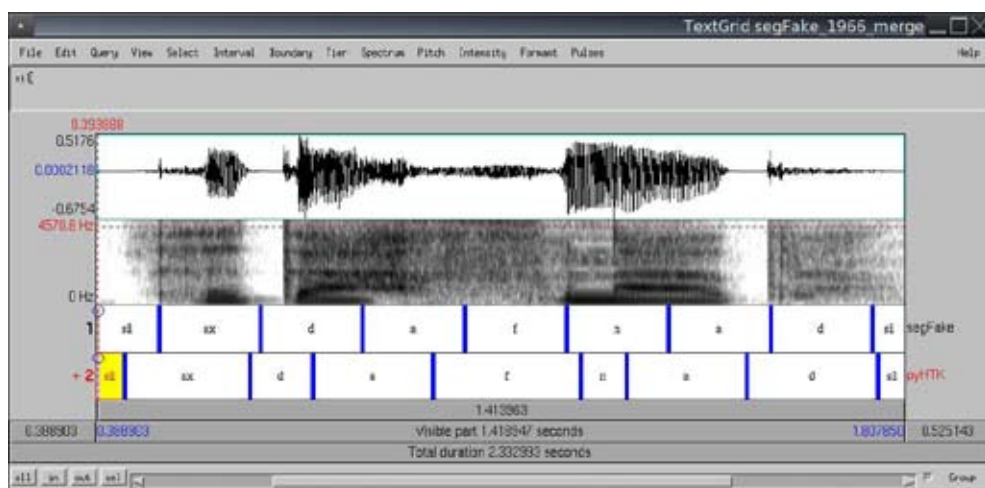 TextGrid segFake_1966_merge
File Edit Query View Select Interval Boundary Tier Spectrum Pitch Intensity Formant Pulses Help
0.393888
0.5176
0.0002118
-0.6754
4578.8 Hz
0 Hz
1 sil sx d a f n a d sil segFake
+ 2 sil sx d a f n a d sil pyHTK
1.413963
0.388903 0.388903 Visible part 1.418947 seconds 1.807850 0.525143
Total duration 2.332993 seconds
all in out sel Group